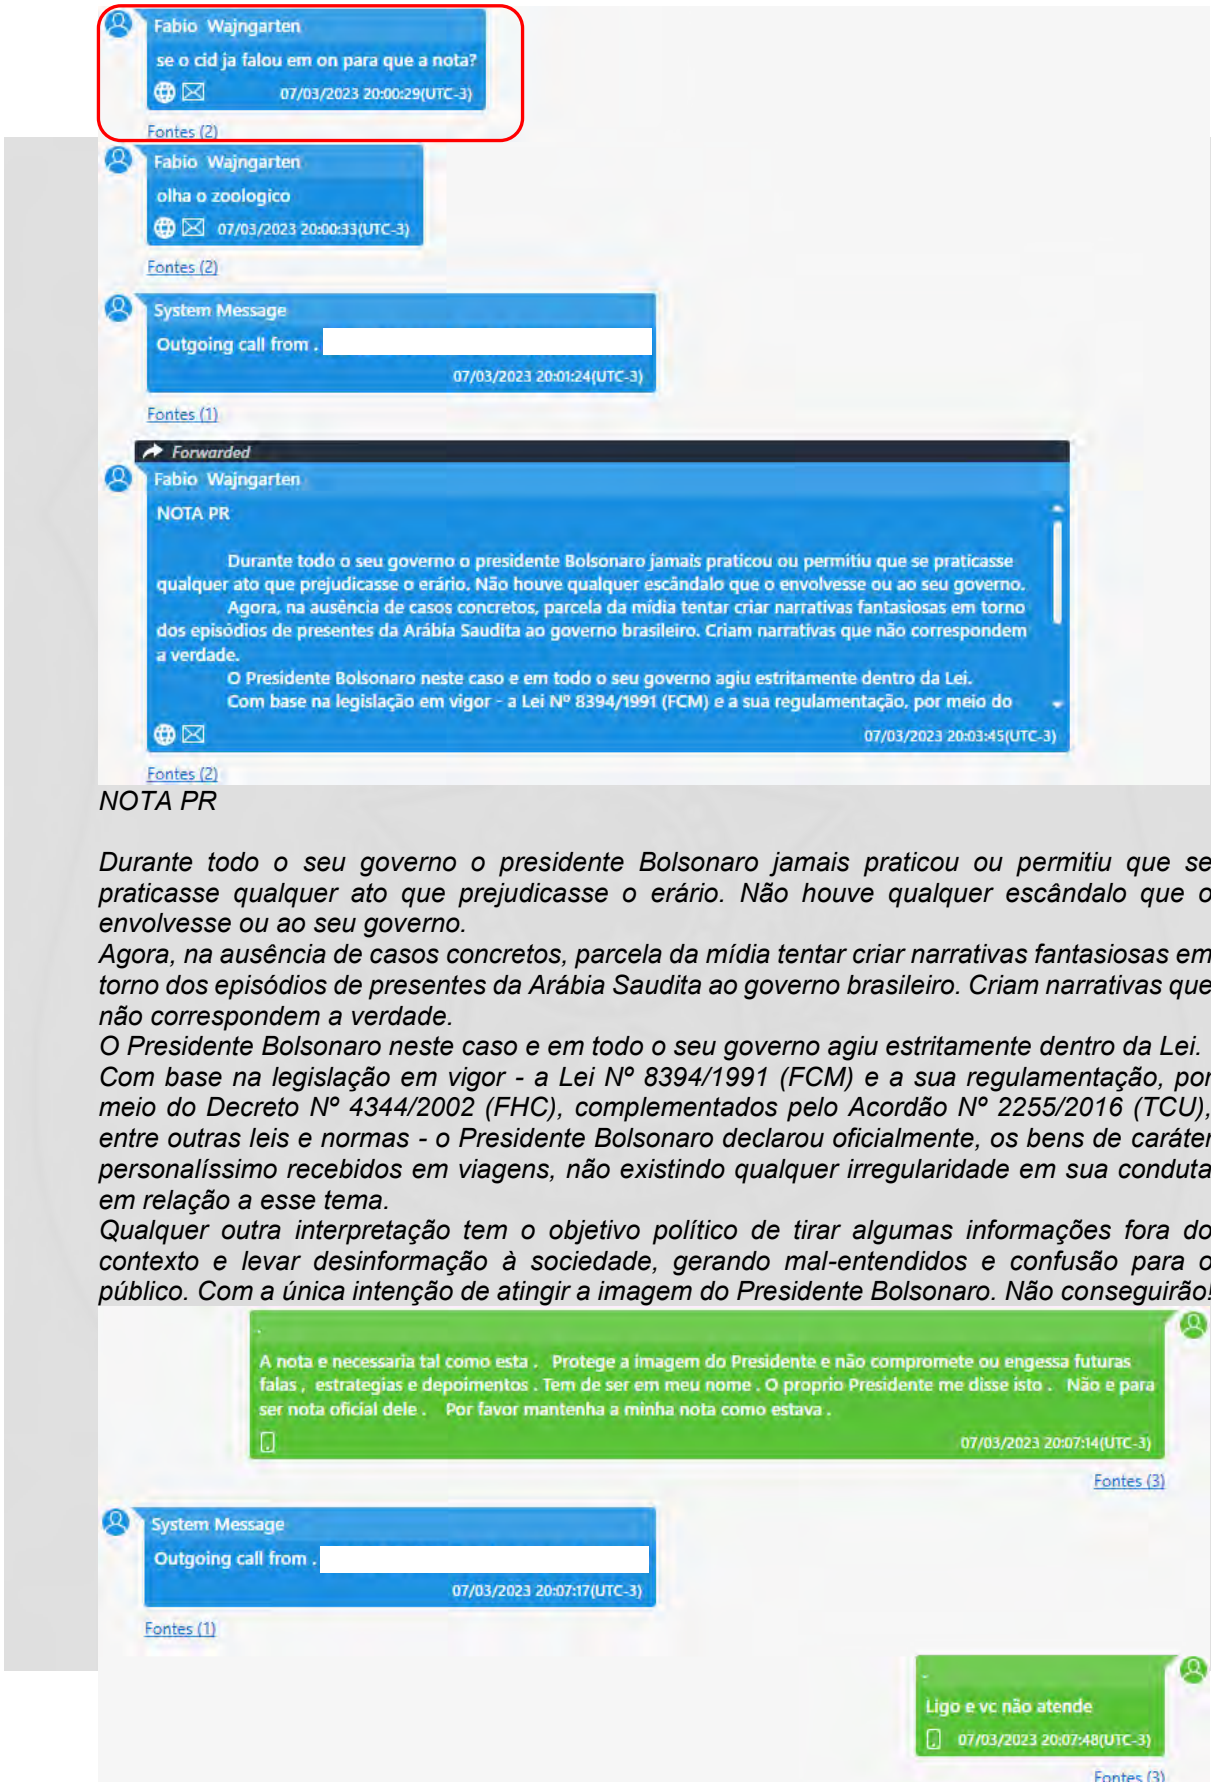 Fabio Wajngarten
se o cid ja falou em on para que a nota?
07/03/2023 20:00:29(UTC-3)
Fontes (2)
Fabio Wajngarten
olha o zoologico
07/03/2023 20:00:33(UTC-3)
Fontes (2)
System Message
Outgoing call from .
07/03/2023 20:01:24(UTC-3)
Fontes (1)
Forwarded
Fabio Wajngarten
NOTA PR
Durante todo o seu governo o presidente Bolsonaro jamais praticou ou permitiu que se praticasse
qualquer ato que prejudicasse o erário. Não houve qualquer escândalo que o envolvesse ou ao seu governo.
Agora, na ausência de casos concretos, parcela da mídia tentar criar narrativas fantasiosas em torno
dos episódios de presentes da Arábia Saudita ao governo brasileiro. Criam narrativas que não correspondem
a verdade.
O Presidente Bolsonaro neste caso e em todo o seu governo agiu estritamente dentro da Lei.
Com base na legislação em vigor - a Lei Nº 8394/1991 (FCM) e a sua regulamentação, por meio do
07/03/2023 20:03:45(UTC-3)
Fontes (2)
NOTA PR
Durante todo o seu governo o presidente Bolsonaro jamais praticou ou permitiu que se
praticasse qualquer ato que prejudicasse o erário. Não houve qualquer escândalo que o
envolvesse ou ao seu governo.
Agora, na ausência de casos concretos, parcela da mídia tentar criar narrativas fantasiosas em
torno dos episódios de presentes da Arábia Saudita ao governo brasileiro. Criam narrativas que
não correspondem a verdade.
O Presidente Bolsonaro neste caso e em todo o seu governo agiu estritamente dentro da Lei.
Com base na legislação em vigor - a Lei Nº 8394/1991 (FCM) e a sua regulamentação, por
meio do Decreto Nº 4344/2002 (FHC), complementados pelo Acordão Nº 2255/2016 (TCU),
entre outras leis e normas - o Presidente Bolsonaro declarou oficialmente, os bens de caráter
personalíssimo recebidos em viagens, não existindo qualquer irregularidade em sua conduta
em relação a esse tema.
Qualquer outra interpretação tem o objetivo político de tirar algumas informações fora do
contexto e levar desinformação à sociedade, gerando mal-entendidos e confusão para o
público. Com a única intenção de atingir a imagem do Presidente Bolsonaro. Não conseguirão!
.
A nota e necessaria tal como esta . Protege a imagem do Presidente e não compromete ou engessa futuras
falas , estrategias e depoimentos . Tem de ser em meu nome . O proprio Presidente me disse isto . Não e para
ser nota oficial dele . Por favor mantenha a minha nota como estava .
07/03/2023 20:07:14(UTC-3)
Fontes (3)
System Message
Outgoing call from .
07/03/2023 20:07:17(UTC-3)
Fontes (1)
.
Ligo e vc não atende
07/03/2023 20:07:48(UTC-3)
Fontes (3)